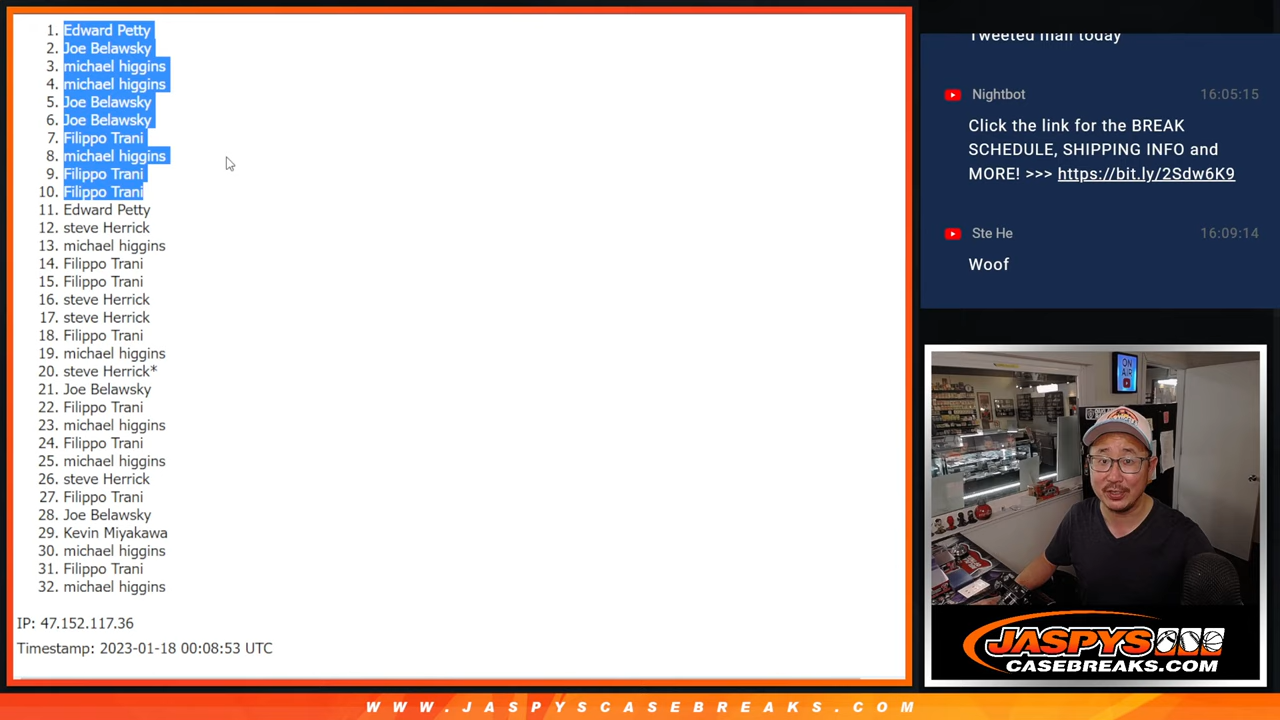 1. Edward Petty
2. Joe Belawsky
3. michael higgins
4. michael higgins
5. Joe Belawsky
6. Joe Belawsky
7. Filippo Trani
8. michael higgins
9. Filippo Trani
10. Filippo Trani
11. Edward Petty
12. steve Herrick
13. michael higgins
14. Filippo Trani
15. Filippo Trani
16. steve Herrick
17. steve Herrick
18. Filippo Trani
19. michael higgins
20. steve Herrick*
21. Joe Belawsky
22. Filippo Trani
23. michael higgins
24. Filippo Trani
25. michael higgins
26. steve Herrick
27. Filippo Trani
28. Joe Belawsky
29. Kevin Miyakawa
30. michael higgins
31. Filippo Trani
32. michael higgins
IP: 47.152.117.36
Timestamp: 2023-01-18 00:08:53 UTC
Tweeted mail today
Nightbot 16:05:15
Click the link for the BREAK
SCHEDULE, SHIPPING INFO and
MORE! >>> https://bit.ly/2Sdw6K9
Ste He 16:09:14
Woof
ON
AIR
JASPYS
CASEBREAKS.COM
WWW.JASPYSCASEBREAKS.COM